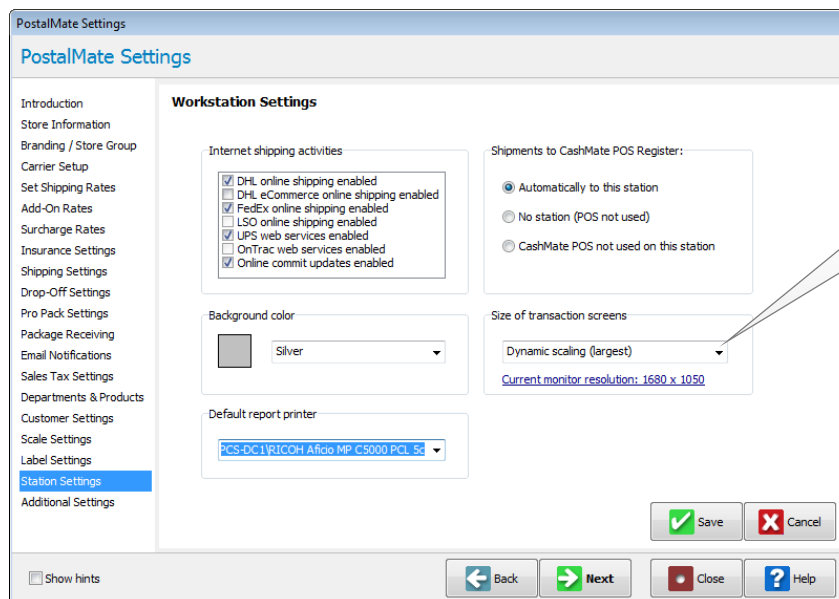 PostalMate Settings
PostalMate Settings
Introduction
Store Information
Branding / Store Group
Carrier Setup
Set Shipping Rates
Add-On Rates
Surcharge Rates
Insurance Settings
Shipping Settings
Drop-Off Settings
Pro Pack Settings
Package Receiving
Email Notifications
Sales Tax Settings
Departments & Products
Customer Settings
Scale Settings
Label Settings
Station Settings
Additional Settings
Workstation Settings
Internet shipping activities
DHL online shipping enabled
DHL eCommerce online shipping enabled
FedEx online shipping enabled
LSO online shipping enabled
UPS web services enabled
OnTrac web services enabled
Online commit updates enabled
Shipments to CashMate POS Register:
Automatically to this station
No station (POS not used)
CashMate POS not used on this station
Background color
Silver
Size of transaction screens
Dynamic scaling (largest)
Current monitor resolution: 1680 x 1050
Default report printer
PCS-DC1\RICOH Aficio MP C5000 PCL 5c
Save
Cancel
Show hints
Back
Next
Close
Help